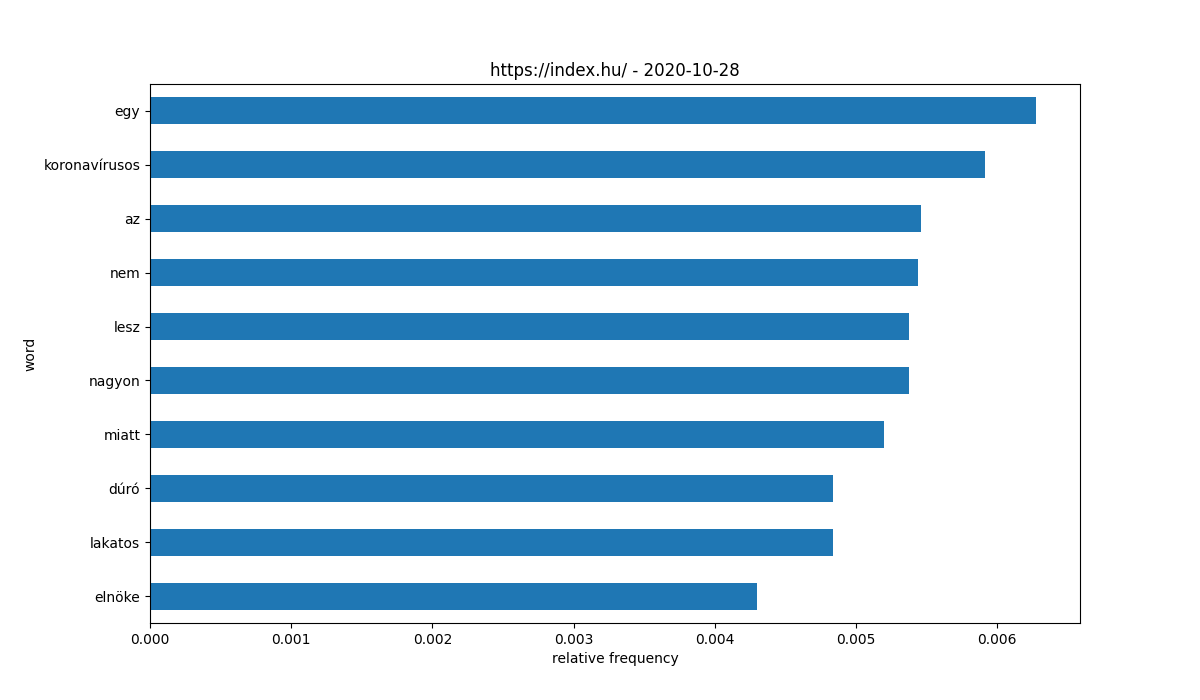 https://index.hu/ - 2020-10-28
egy
koronavírusos
az
nem
lesz
nagyon
miatt
dúró
lakatos
elnöke
word
0.000 0.001 0.002 0.003 0.004 0.005 0.006
relative frequency